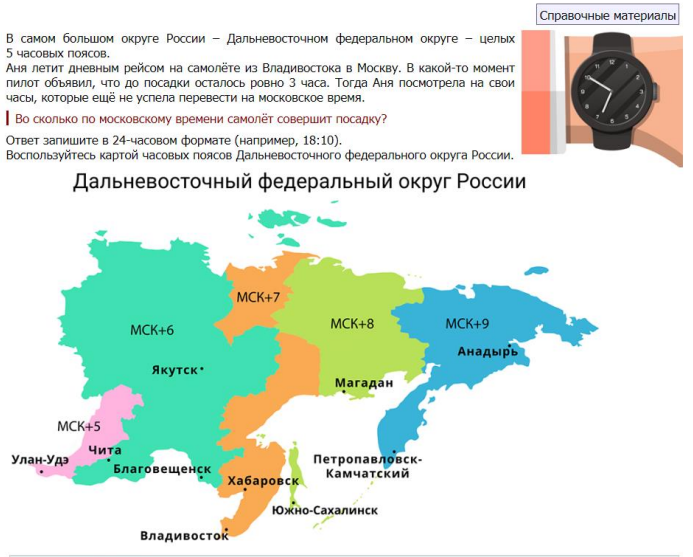 Справочные материалы
В самом большом округе России – Дальневосточном федеральном округе – целых
5 часовых поясов.
Аня летит дневным рейсом на самолёте из Владивостока в Москву. В какой-то момент
пилот объявил, что до посадки осталось ровно 3 часа. Тогда Аня посмотрела на свои
часы, которые ещё не успела перевести на московское время.
Во сколько по московскому времени самолёт совершит посадку?
Ответ запишите в 24-часовом формате (например, 18:10).
Воспользуйтесь картой часовых поясов Дальневосточного федерального округа России.
Дальневосточный федеральный округ России
МСК+7
МСК+6
МСК+8
МСК+9
Анадырь
Якутск
Магадан
МСК+5
Чита
Улан-Удэ
Благовещенск
Петропавловск-
Камчатский
Хабаровск
Южно-Сахалинск
Владивосток